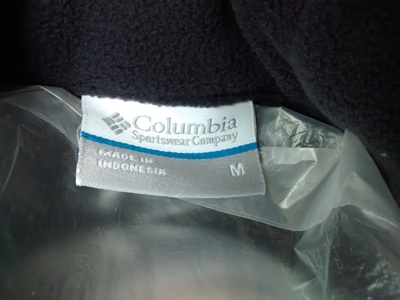 Columbia
Sportswear Company
MADE IN
INDONESIA
M